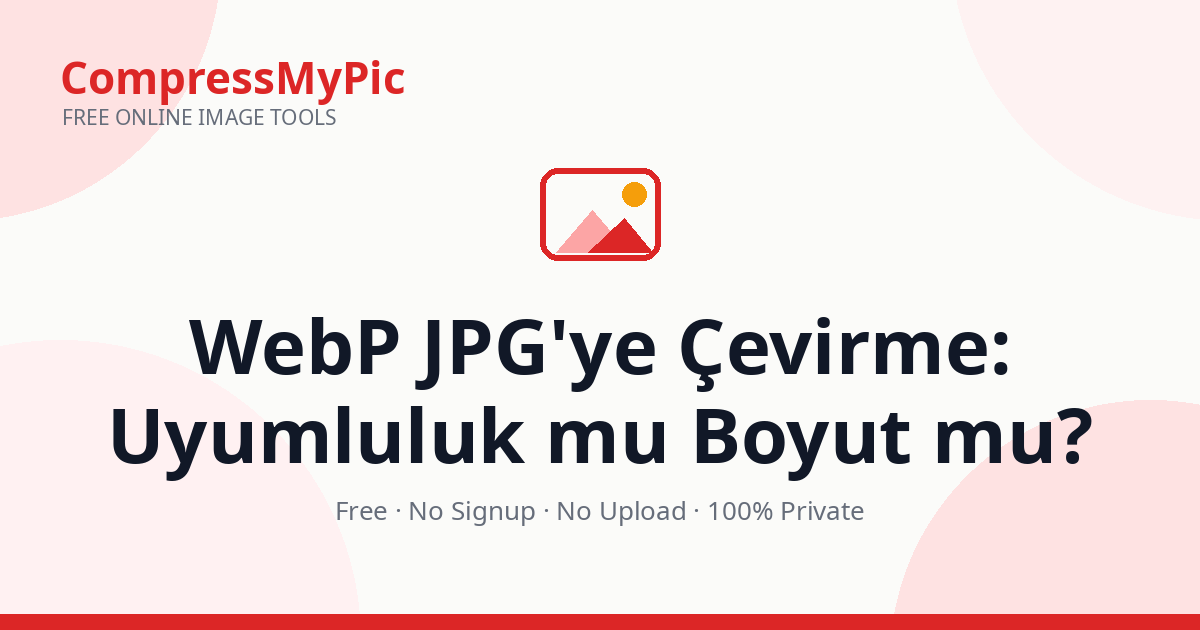 CompressMyPic
FREE ONLINE IMAGE TOOLS
WebP JPG'ye Çevirme:
Uyumluluk mu Boyut mu?
Free · No Signup · No Upload · 100% Private